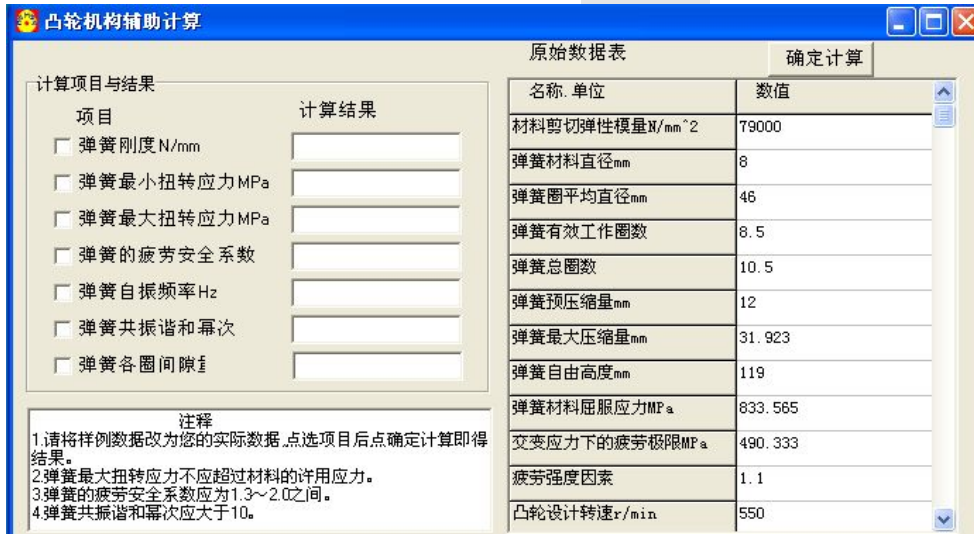 凸轮机构辅助计算
计算项目与结果
项目
计算结果
弹簧刚度N/mm
弹簧最小扭转应力MPa
弹簧最大扭转应力MPa
弹簧的疲劳安全系数
弹簧自振频率Hz
弹簧共振谐和幂次
弹簧各圈间隙
注释
1.请将样例数据改为您的实际数据,点选项目后点确定计算即得
结果。
2.弹簧最大扭转应力不应超过材料的许用应力。
3.弹簧的疲劳安全系数应为1.3～2.0之间。
4.弹簧共振谐和幂次应大于10。
原始数据表
确定计算
名称.单位 数值
材料剪切弹性模量N/mm^2 79000
弹簧材料直径mm 8
弹簧圈平均直径mm 46
弹簧有效工作圈数 8.5
弹簧总圈数 10.5
弹簧预压缩量mm 12
弹簧最大压缩量mm 31.923
弹簧自由高度mm 119
弹簧材料屈服应力MPa 833.565
交变应力下的疲劳极限MPa 490.333
疲劳强度因素 1.1
凸轮设计转速r/min 550